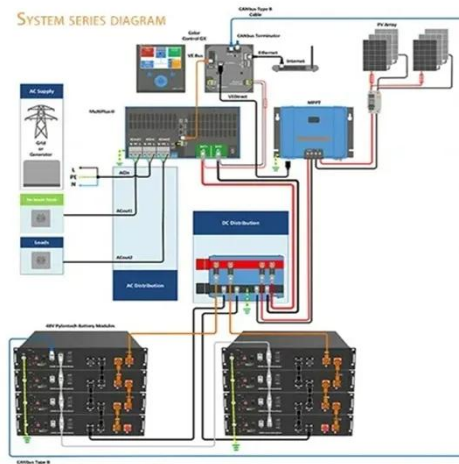 SYSTEM SERIES DIAGRAM
CANbus Type B
Cable
Color
Control GX
CANbus Terminator
VE Bus
Ethernet
Internet
VEDirect
PV Array
AC Supply
Grid
or
Generator
MultiPlus-II
MPPT
L
PE
N
ACin
ACout1
Loads
ACout2
AC Distribution
DC Distribution
48V Pylontech Battery Modules
CANbus Type B